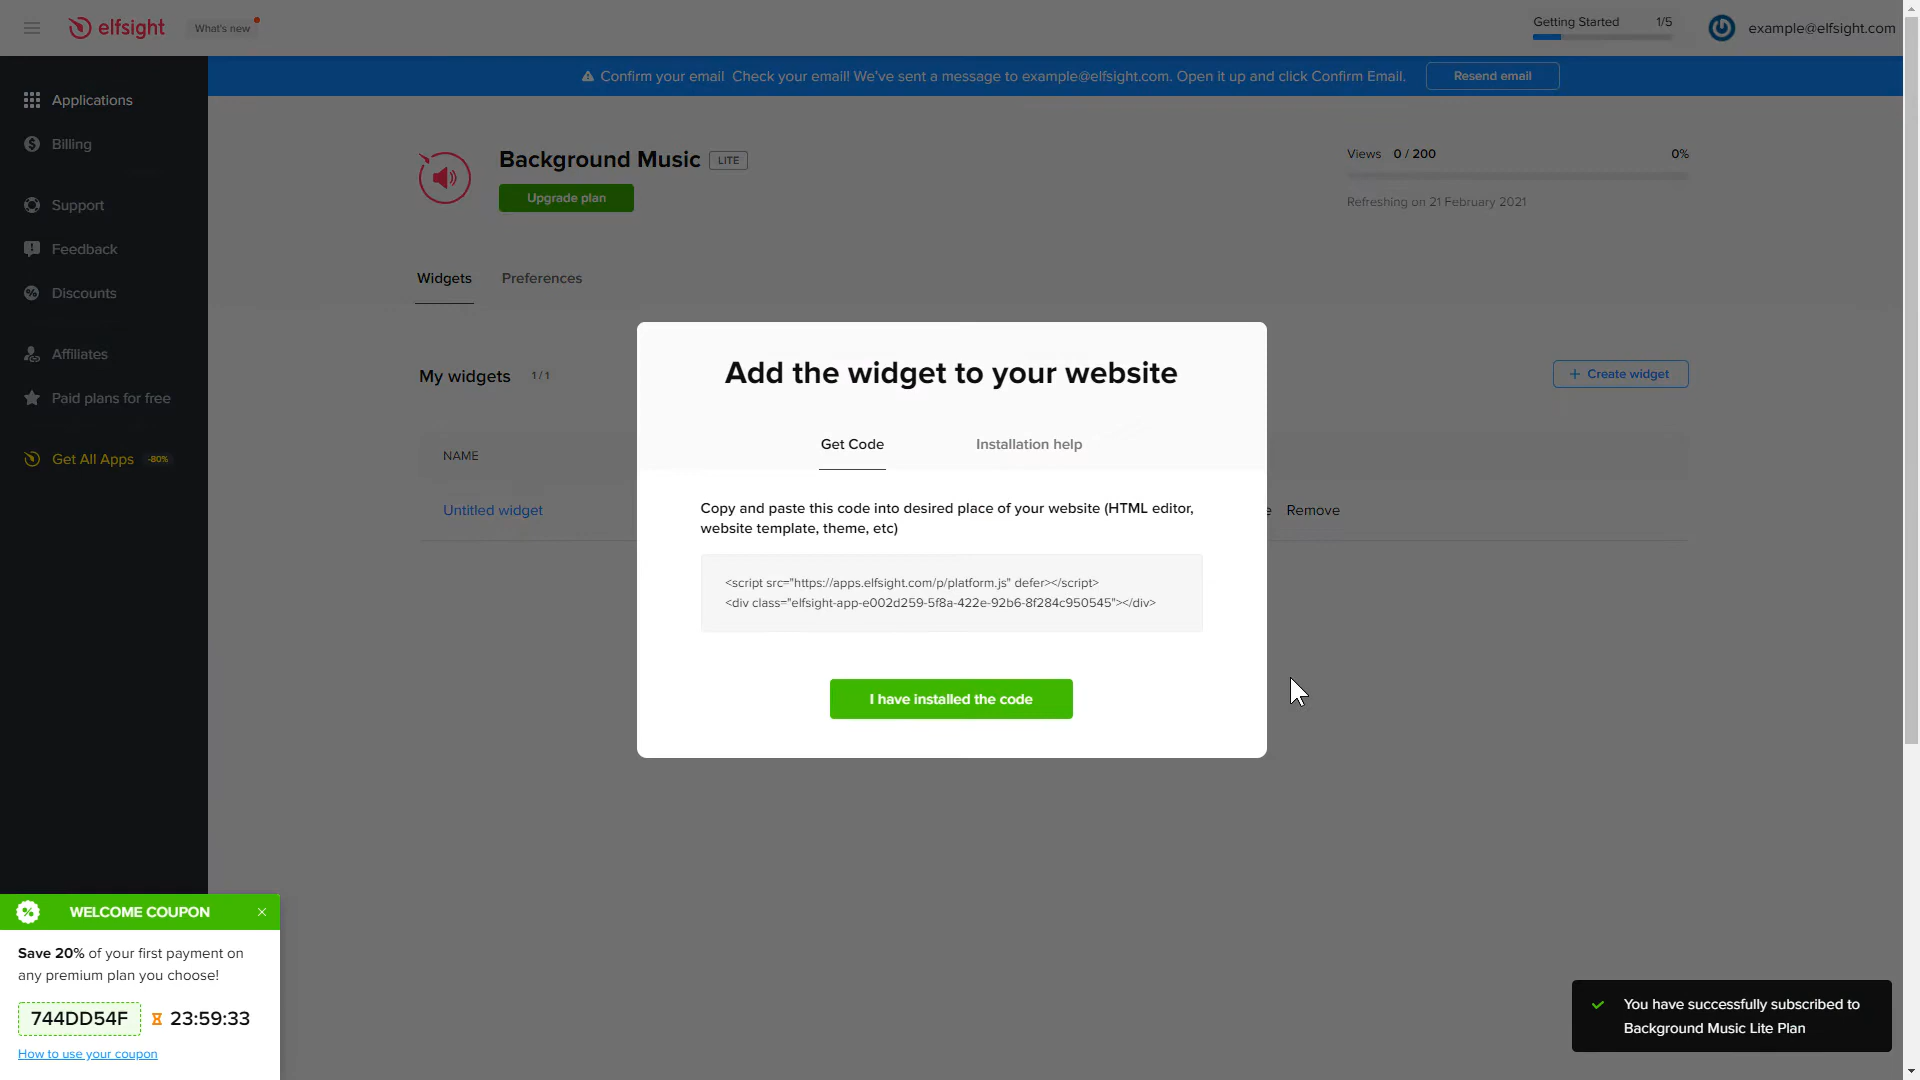 elfsight
What's new
Getting Started 1/5
example@elfsight.com
Confirm your email Check your email! We've sent a message to example@elfsight.com. Open it up and click Confirm Email.
Resend email
Applications
Billing
Support
Feedback
Discounts
Affiliates
Paid plans for free
Get All Apps -80%
Background Music LITE
Upgrade plan
Views 0 / 200 0%
Refreshing on 21 February 2021
Widgets Preferences
My widgets 1 / 1
+ Create widget
NAME
Untitled widget
e Remove
Add the widget to your website
Get Code Installation help
Copy and paste this code into desired place of your website (HTML editor,
website template, theme, etc)
<script src="https://apps.elfsight.com/p/platform.js" defer></script>
<div class="elfsight-app-e002d259-5f8a-422e-92b6-8f284c950545"></div>
I have installed the code
WELCOME COUPON
Save 20% of your first payment on
any premium plan you choose!
744DD54F 23:59:33
How to use your coupon
You have successfully subscribed to
Background Music Lite Plan